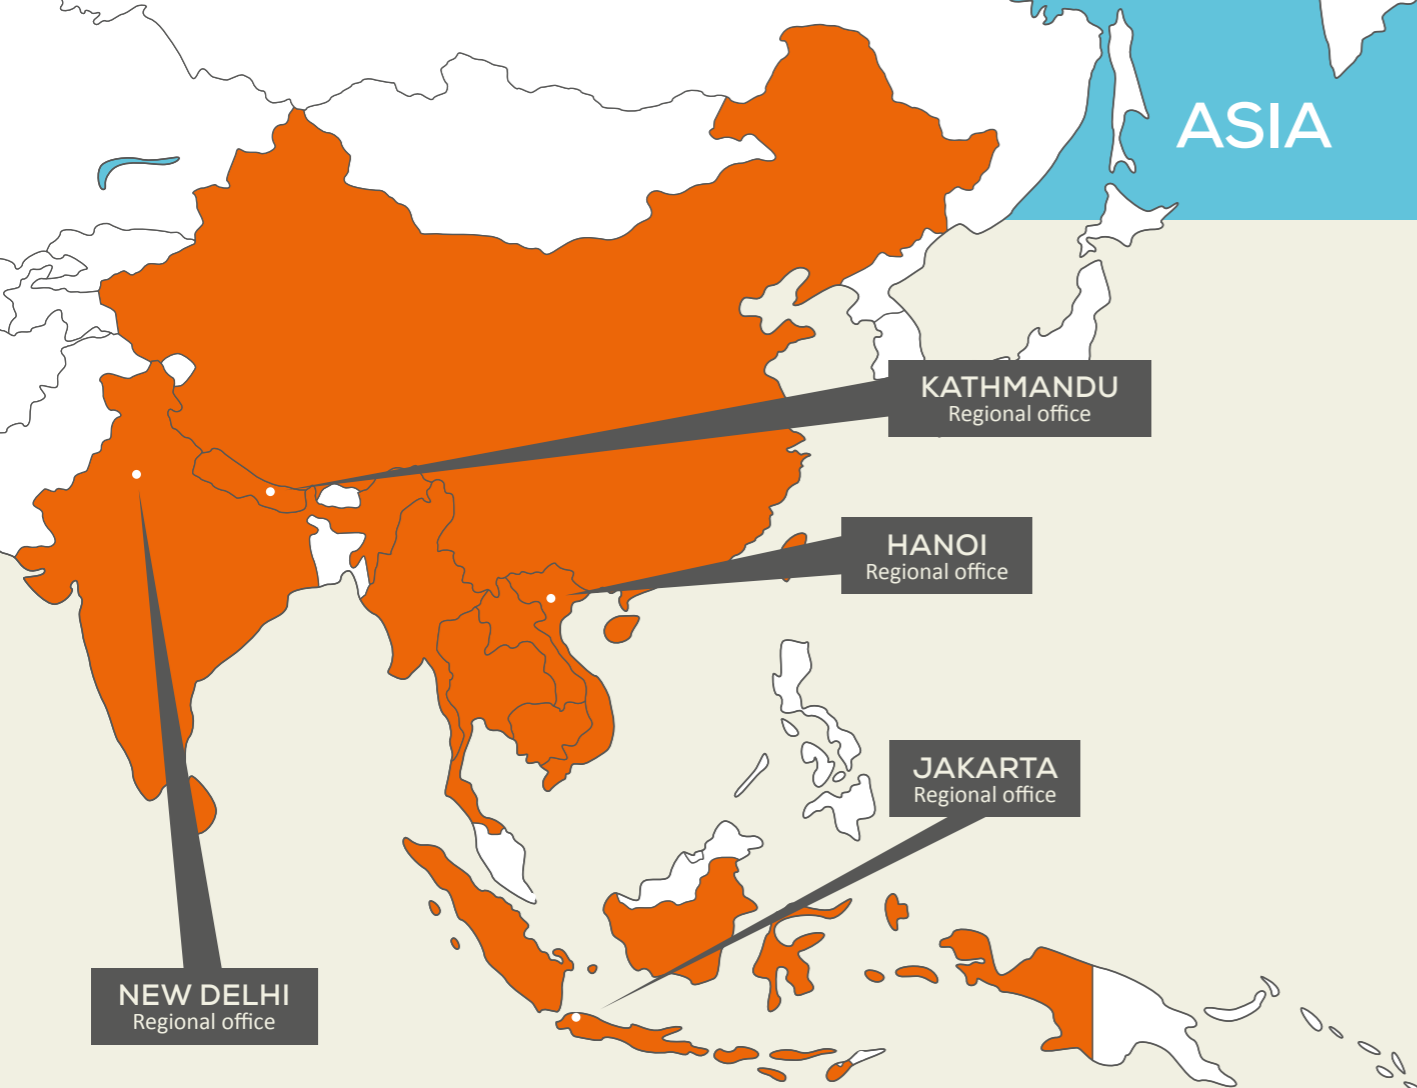 ASIA
KATHMANDU
Regional office
HANOI
Regional office
JAKARTA
Regional office
NEW DELHI
Regional office